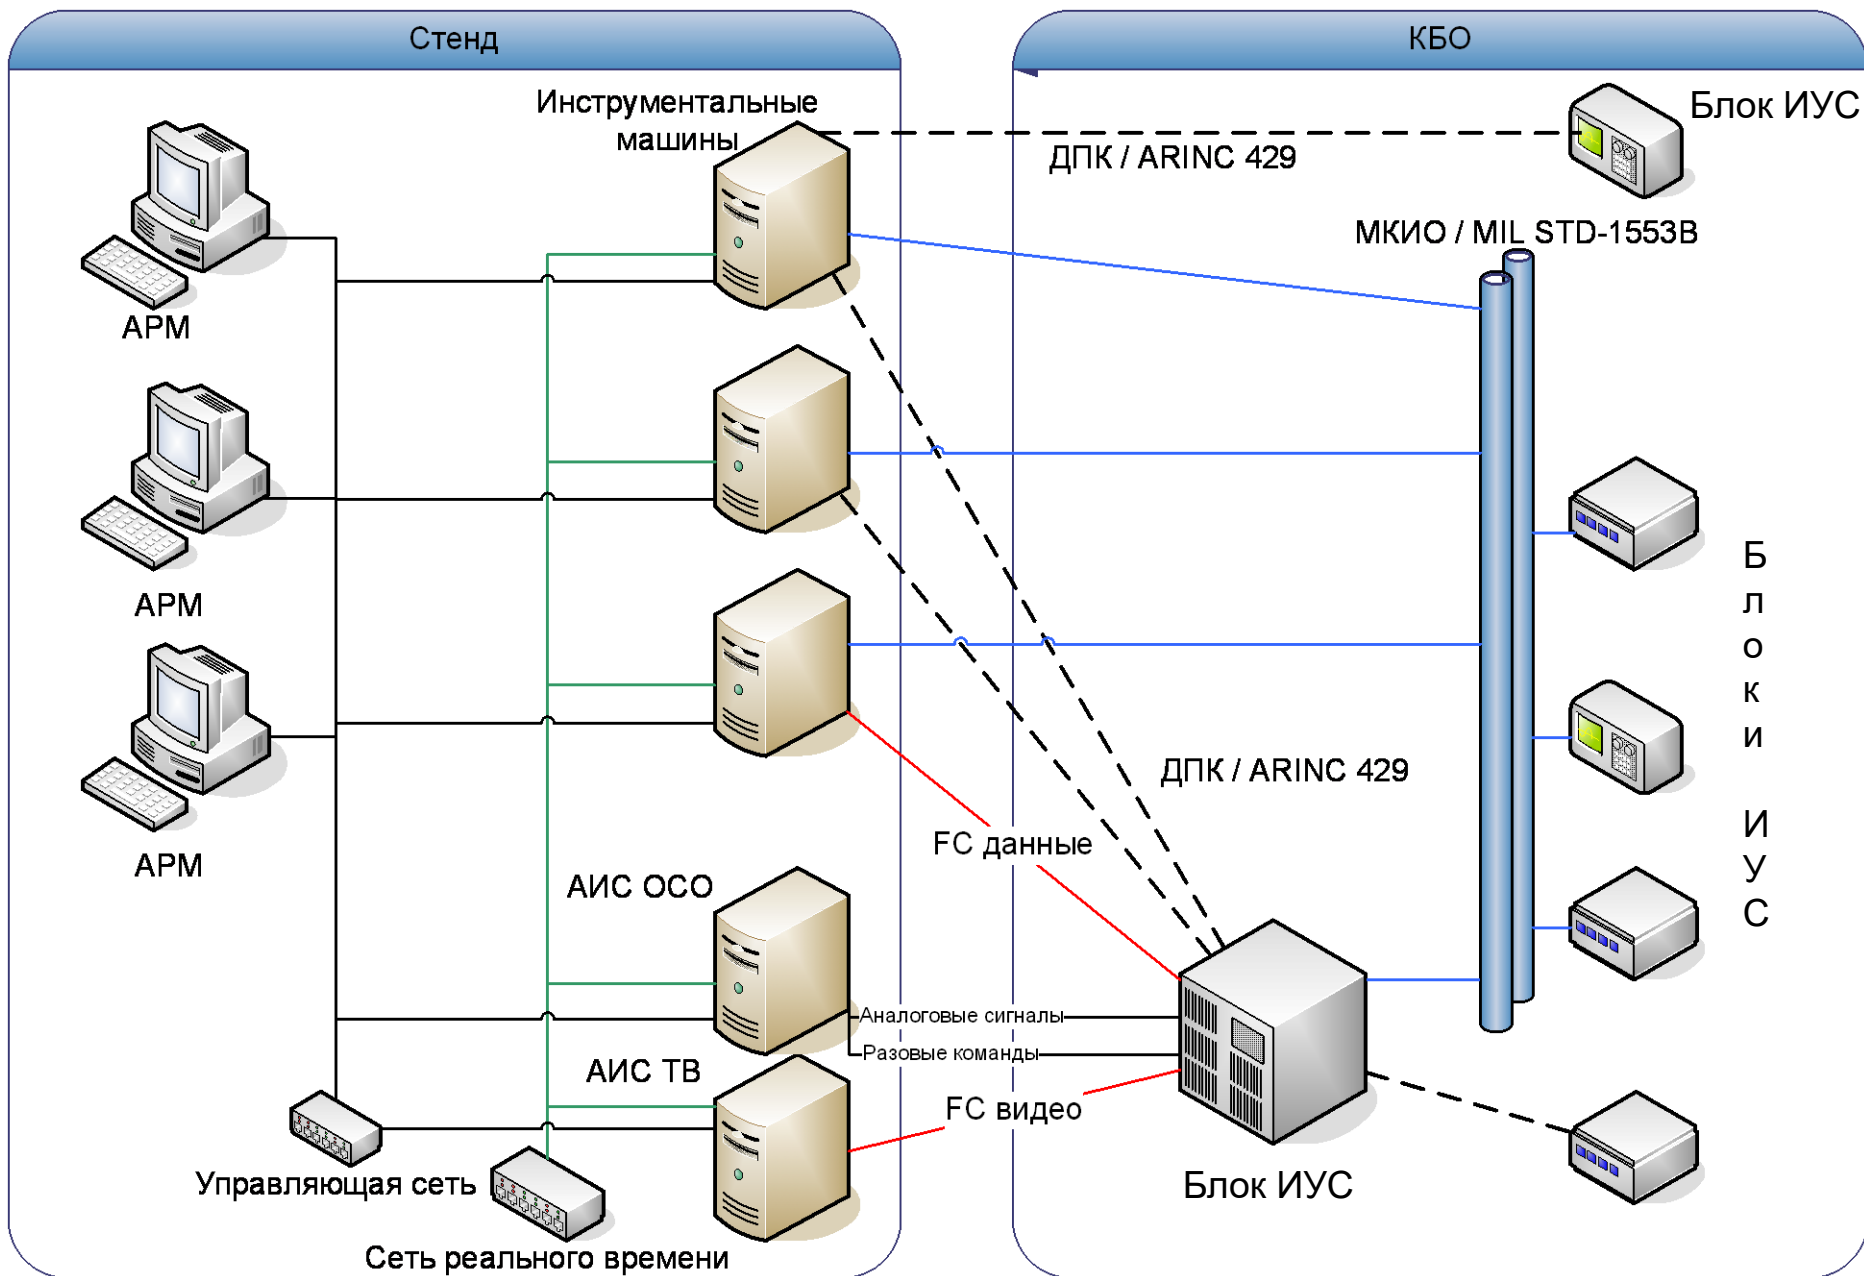 Стенд
КБО
Инструментальные
машины
Блок ИУС
ДПК / ARINC 429
МКИО / MIL STD-1553B
АРМ
АРМ
Блоки ИУС
ДПК / ARINC 429
FC данные
АРМ
АИС ОСО
Аналоговые сигналы
Разовые команды
АИС ТВ
FC видео
Управляющая сеть
Блок ИУС
Сеть реального времени